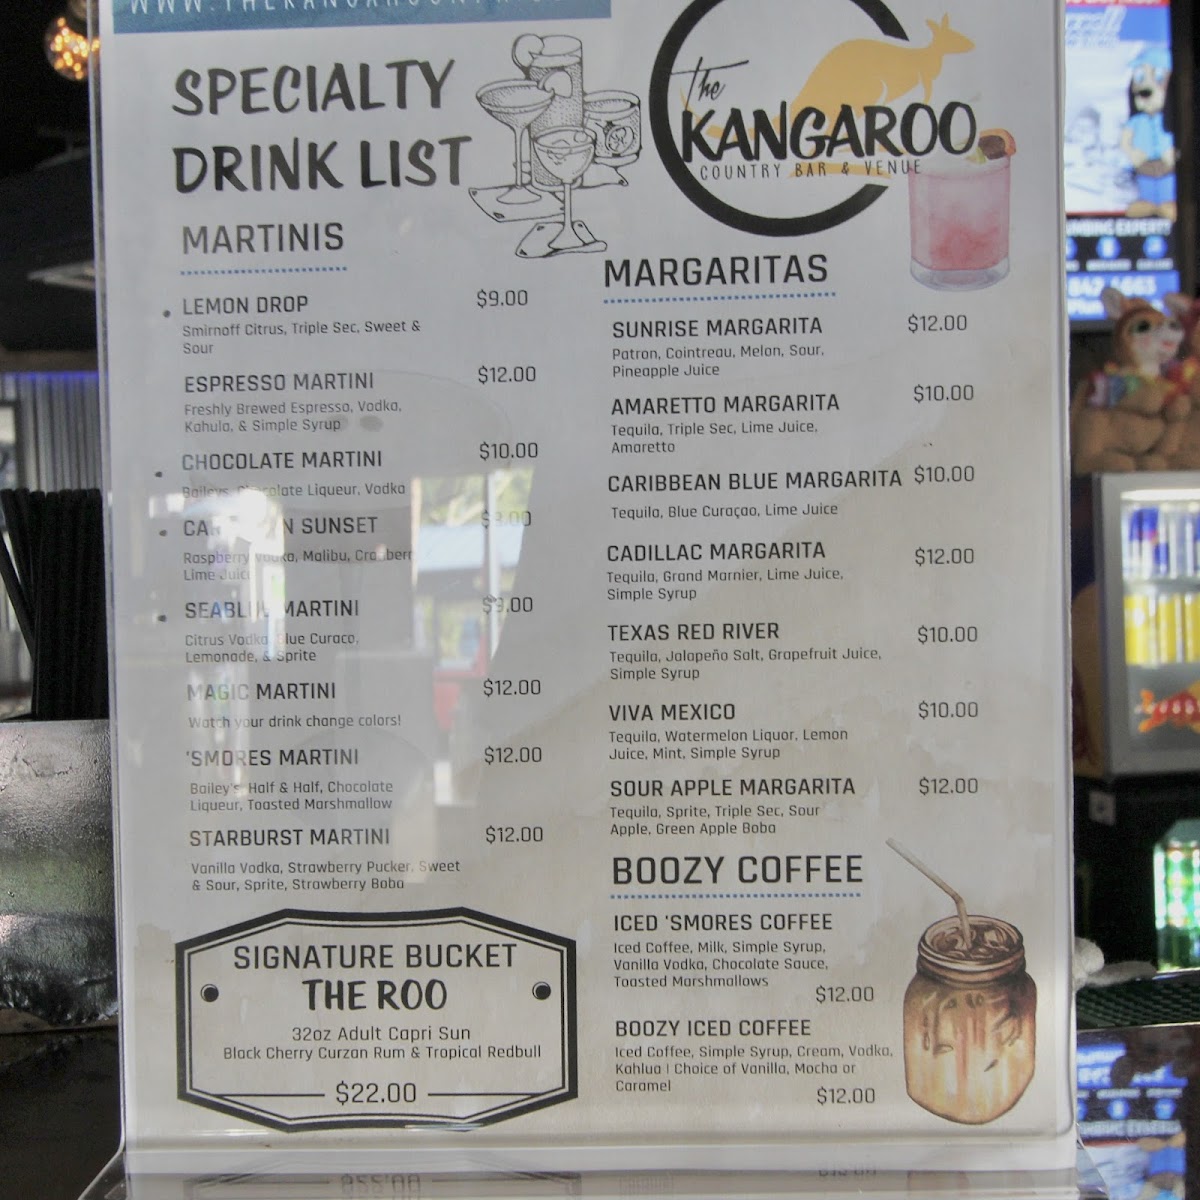 SPECIALTY
DRINK LIST
The
KANGAROO
COUNTRY BAR & VENUE
MARTINIS
LEMON DROP $9.00
Smirnoff Citrus, Triple Sec, Sweet &
Sour
ESPRESSO MARTINI $12.00
Freshly Brewed Espresso, Vodka,
Kahula, & Simple Syrup
CHOCOLATE MARTINI $10.00
Baileys, Chocolate Liqueur, Vodka
SUNSET $9.00
Raspberry Vodka, Malibu,
Lime Juice
MARTINI $9.00
Citrus Vodka, Blue Curaco,
Lemonade, & Sprite
MAGIC MARTINI $12.00
Watch your drink change colors!
'SMORES MARTINI $12.00
Bailey's, Half & Half, Chocolate
Liqueur, Toasted Marshmallow
STARBURST MARTINI $12.00
Vanilla Vodka, Strawberry Pucker, Sweet
& Sour, Sprite, Strawberry Boba
SIGNATURE BUCKET
THE ROO
32oz Adult Capri Sun
Black Cherry Curzan Rum & Tropical Redbull
$22.00
MARGARITAS
SUNRISE MARGARITA $12.00
Patron, Cointreau, Melon, Sour,
Pineapple Juice
AMARETTO MARGARITA $10.00
Tequila, Triple Sec, Lime Juice,
Amaretto
CARIBBEAN BLUE MARGARITA $10.00
Tequila, Blue Curaçao, Lime Juice
CADILLAC MARGARITA $12.00
Tequila, Grand Marnier, Lime Juice,
Simple Syrup
TEXAS RED RIVER $10.00
Tequila, Jalapeño Salt, Grapefruit Juice,
Simple Syrup
VIVA MEXICO $10.00
Tequila, Watermelon Liquor, Lemon
Juice, Mint, Simple Syrup
SOUR APPLE MARGARITA $12.00
Tequila, Sprite, Triple Sec, Sour
Apple, Green Apple Boba
BOOZY COFFEE
ICED 'SMORES COFFEE
Iced Coffee, Milk, Simple Syrup,
Vanilla Vodka, Chocolate Sauce,
Toasted Marshmallows
$12.00
BOOZY ICED COFFEE
Iced Coffee, Simple Syrup, Cream, Vodka,
Kahlua | Choice of Vanilla, Mocha or
Caramel
$12.00